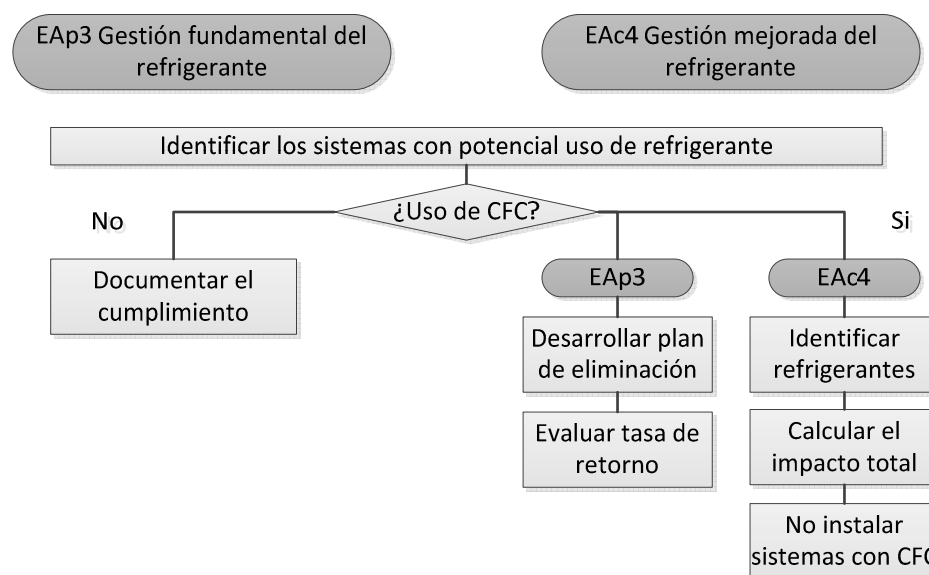 EAp3 Gestión fundamental del
refrigerante
EAc4 Gestión mejorada del
refrigerante
Identificar los sistemas con potencial uso de refrigerante
¿Uso de CFC?
No
Si
Documentar el
cumplimiento
EAp3
Desarrollar plan
de eliminación
Evaluar tasa de
retorno
EAc4
Identificar
refrigerantes
Calcular el
impacto total
No instalar
sistemas con CFC